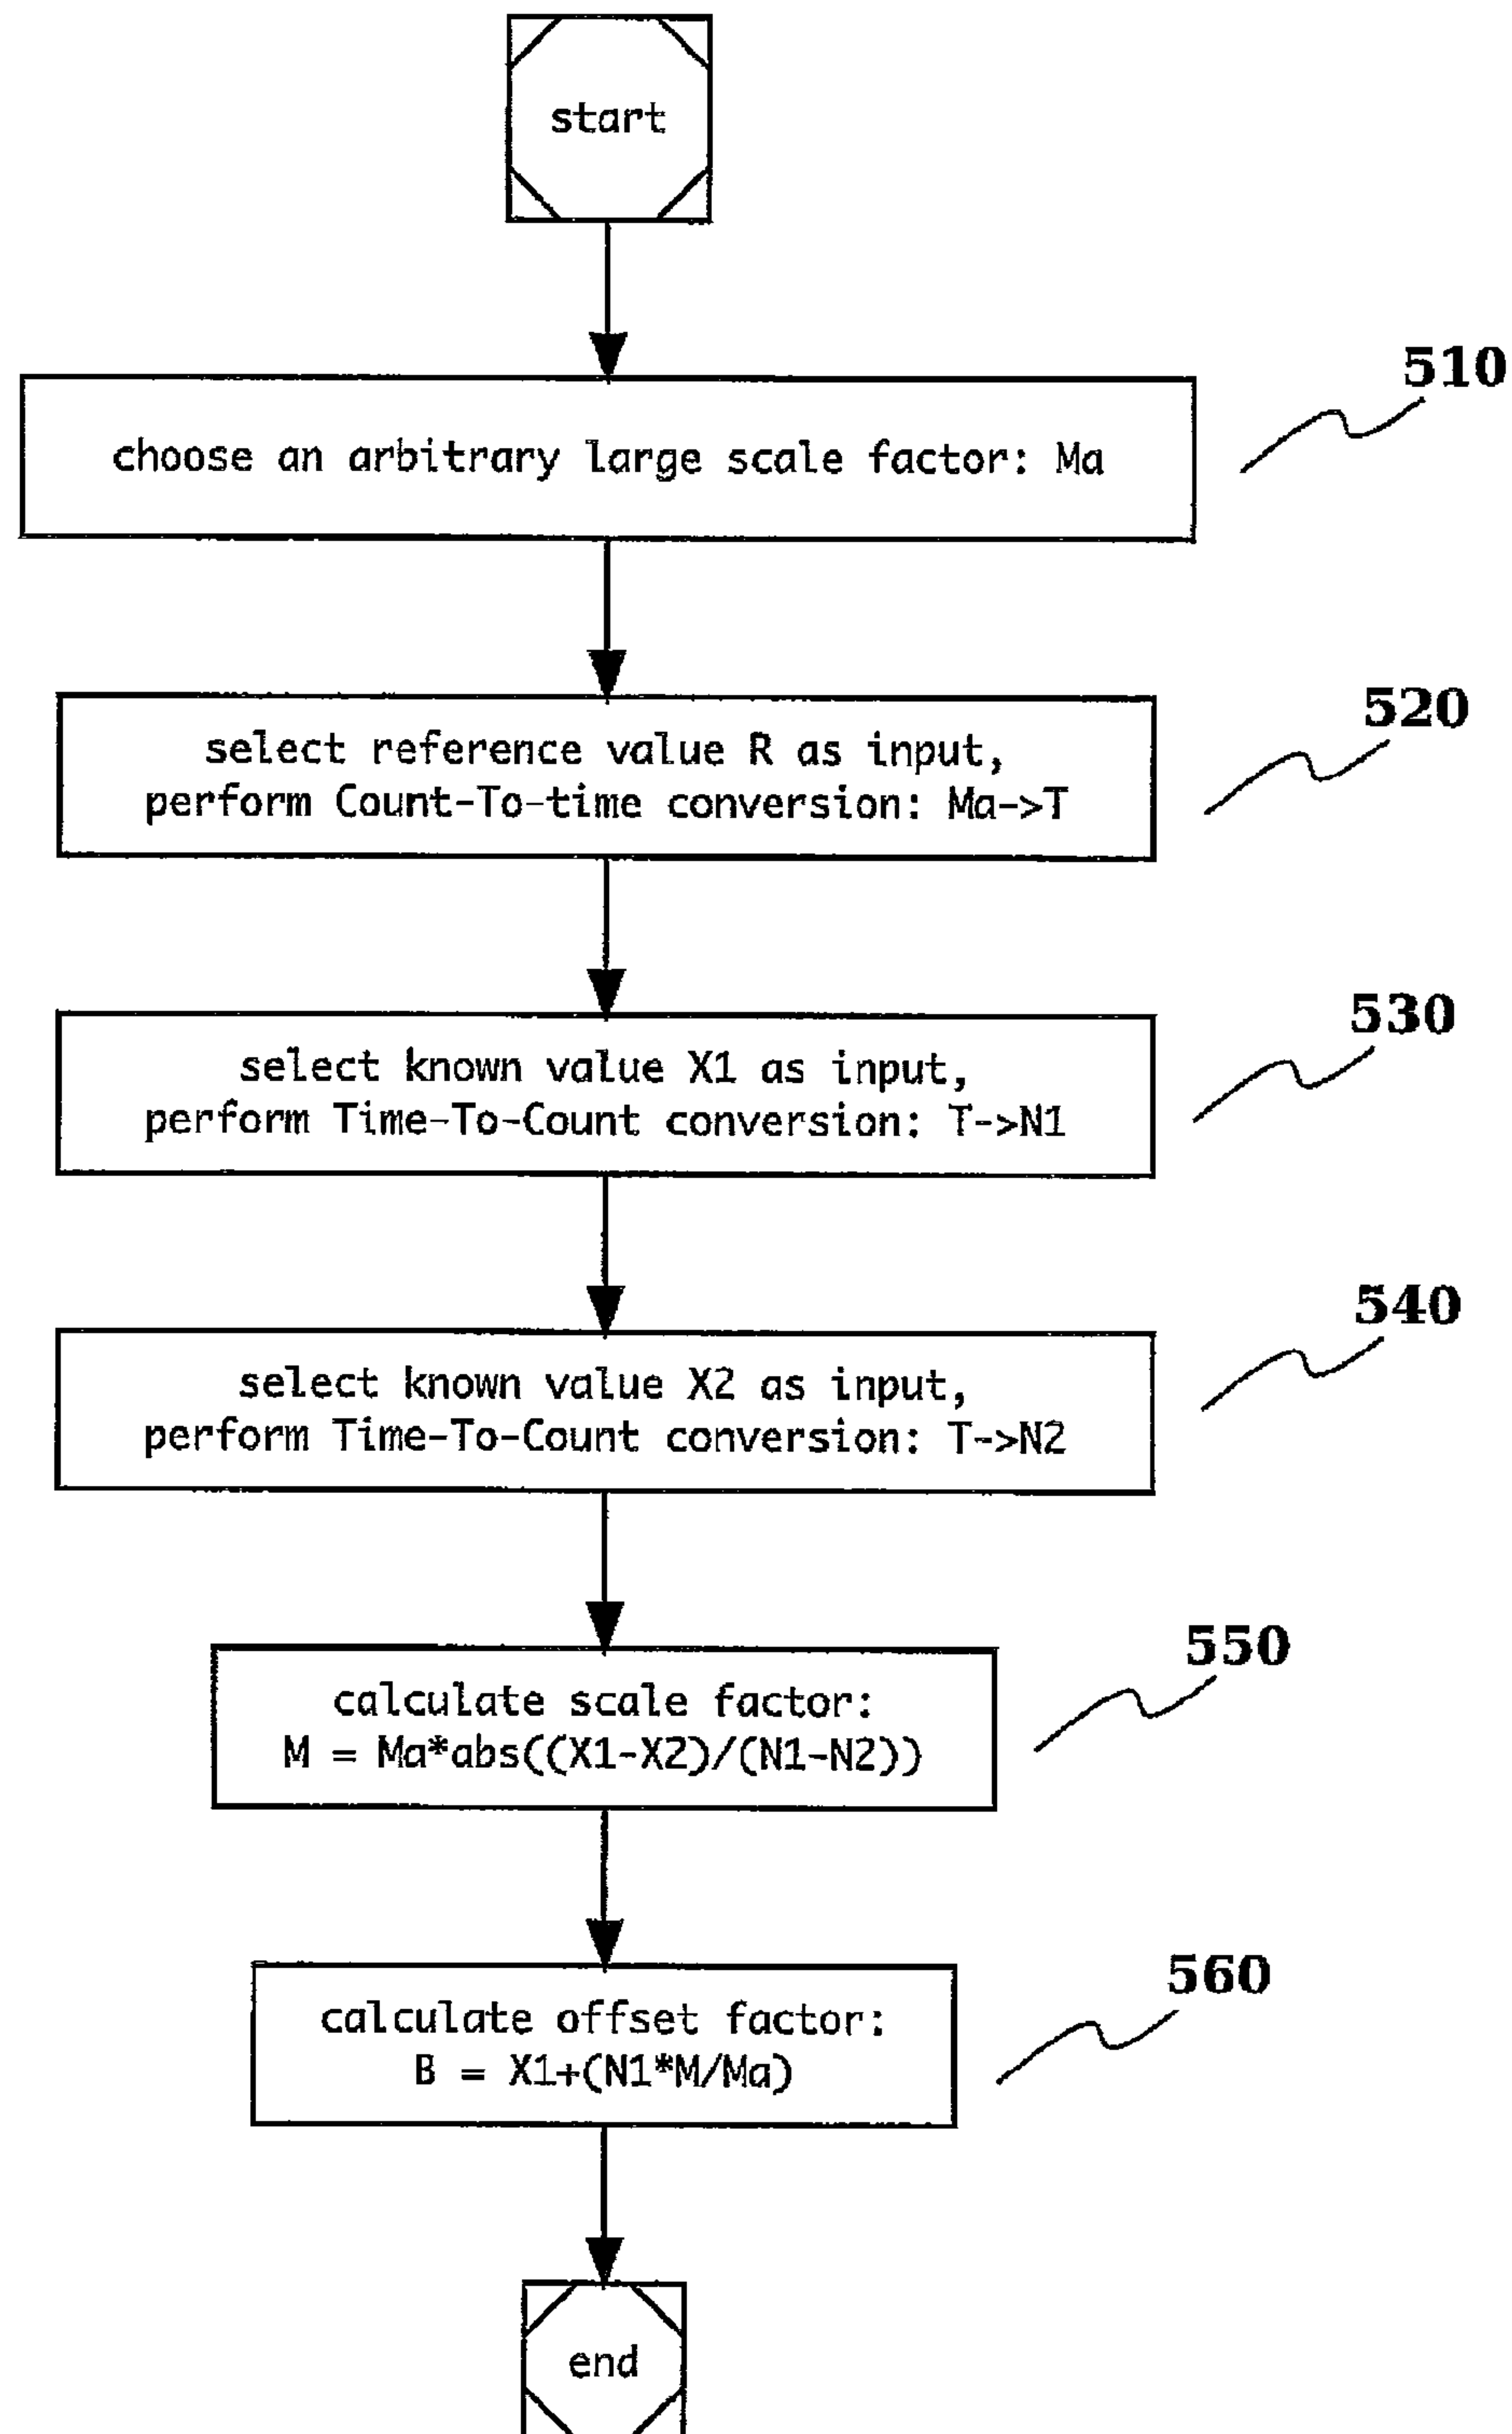 start
choose an arbitrary large scale factor: Ma
510
select reference value R as input,
perform Count-To-time conversion: Ma->T
520
select known value X1 as input,
perform Time-To-Count conversion: T->N1
530
select known value X2 as input,
perform Time-To-Count conversion: T->N2
540
calculate scale factor:
M = Ma*abs((X1-X2)/(N1-N2))
550
calculate offset factor:
B = X1+(N1*M/Ma)
560
end